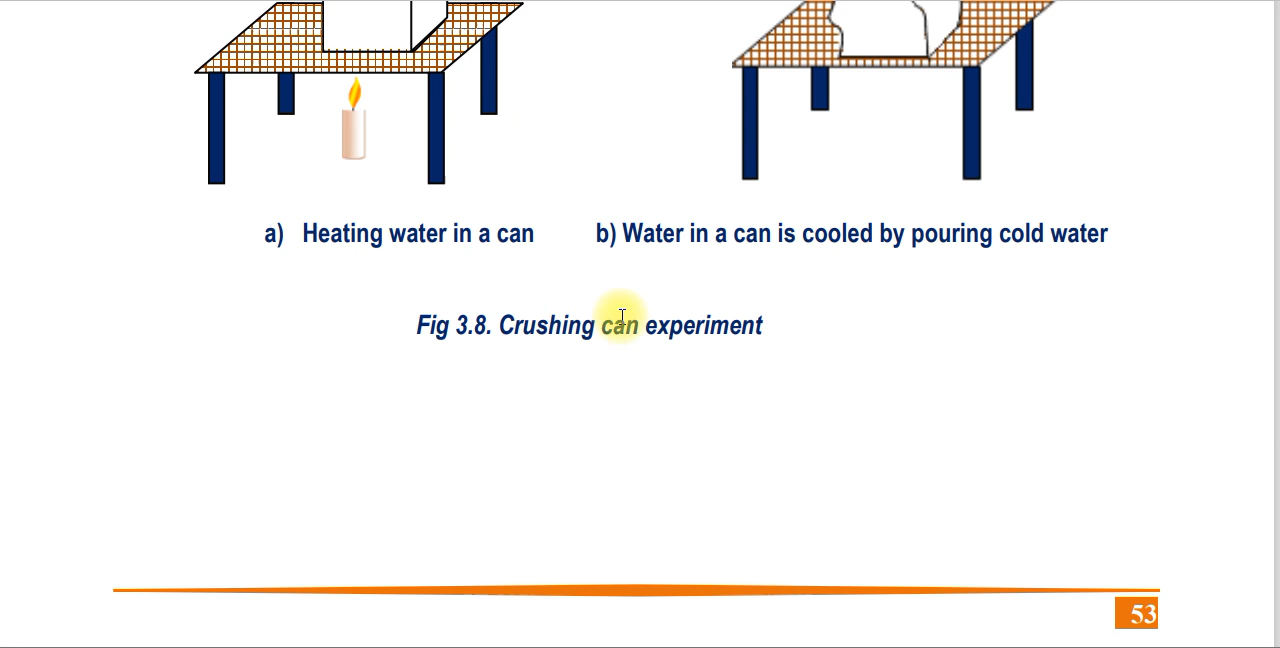 a) Heating water in a can b) Water in a can is cooled by pouring cold water
Fig 3.8. Crushing can experiment
53